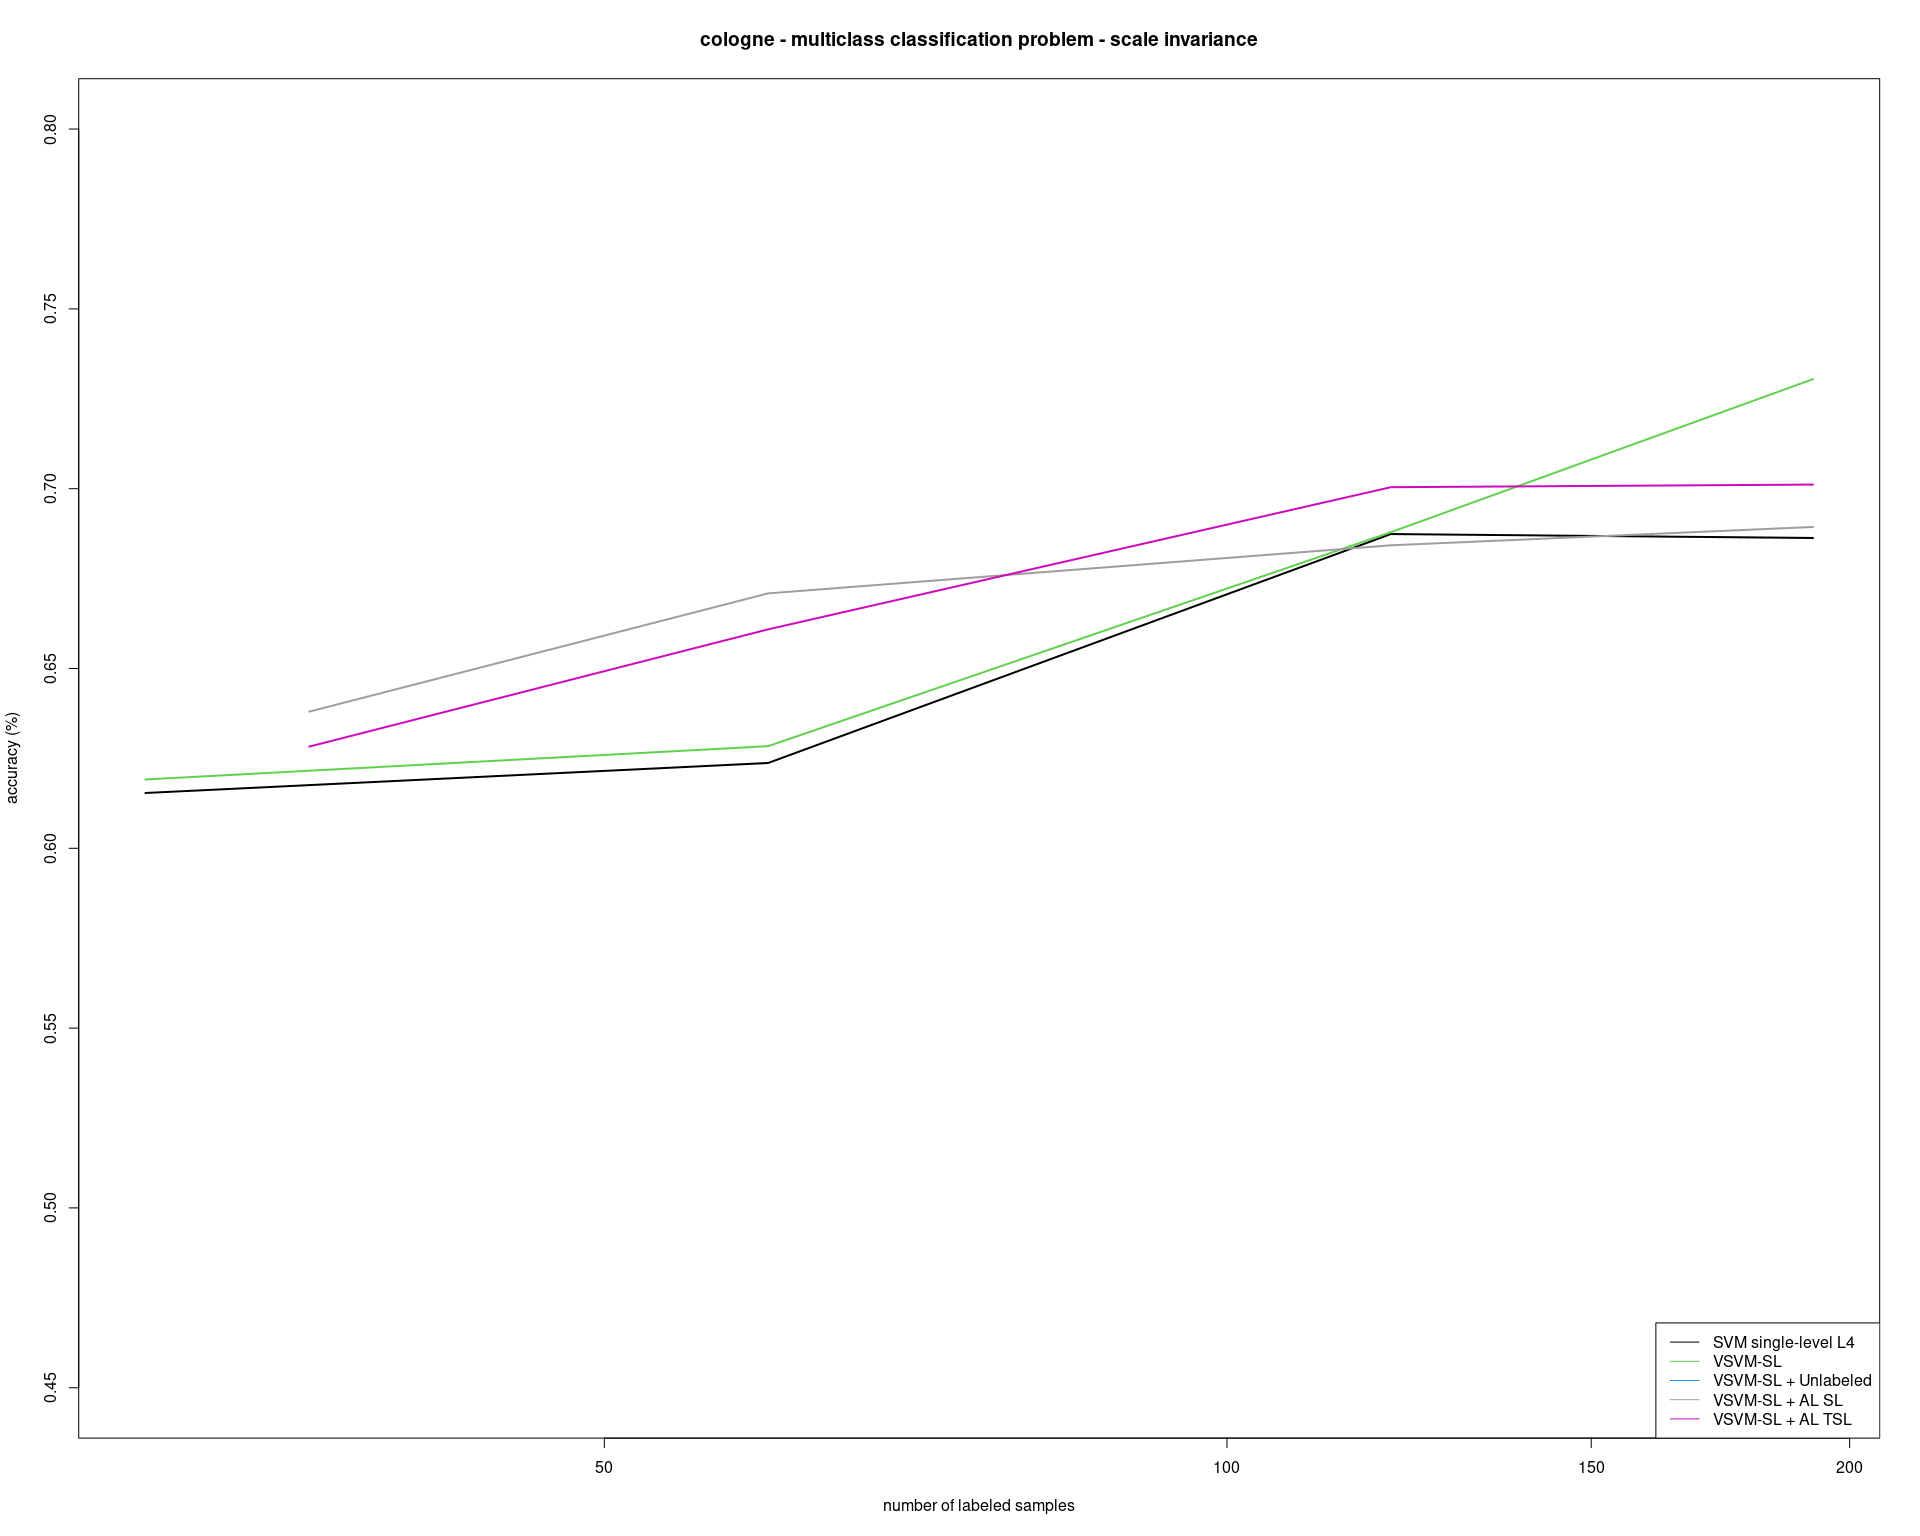 cologne - multiclass classification problem - scale invariance
0.80
0.75
0.70
0.65
0.60
0.55
0.50
0.45
accuracy (%)
50
100
150
200
number of labeled samples
SVM single-level L4
VSVM-SL
VSVM-SL + Unlabeled
VSVM-SL + AL SL
VSVM-SL + AL TSL